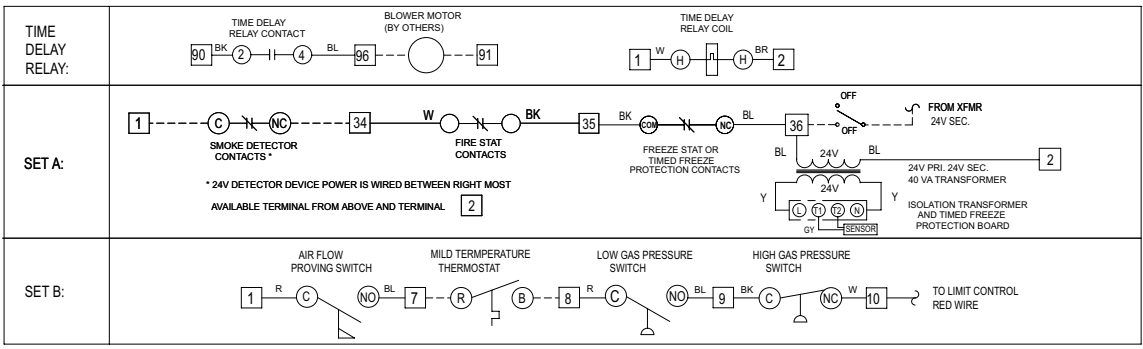 TIME
DELAY
RELAY:
TIME DELAY
RELAY CONTACT
BLOWER MOTOR
(BY OTHERS)
TIME DELAY
RELAY COIL
90 BK 2 4 BL 96 91
1 W H H BR 2
SET A:
1 C NC 34 W BK 35 BK COM NC BL 36
SMOKE DETECTOR
CONTACTS *
FIRE STAT
CONTACTS
FREEZE STAT OR
TIMED FREEZE
PROTECTION CONTACTS
OFF
OFF
FROM XFMR
24V SEC.
* 24V DETECTOR DEVICE POWER IS WIRED BETWEEN RIGHT MOST
AVAILABLE TERMINAL FROM ABOVE AND TERMINAL 2
BL 24V BL 2
24V
24V PRI. 24V SEC.
40 VA TRANSFORMER
Y Y
L T1 T2 N
GY SENSOR
ISOLATION TRANSFORMER
AND TIMED FREEZE
PROTECTION BOARD
SET B:
AIR FLOW
PROVING SWITCH
MILD TERMPERATURE
THERMOSTAT
LOW GAS PRESSURE
SWITCH
HIGH GAS PRESSURE
SWITCH
1 R C NO BL 7 R B 8 R C NO BL 9 BK C NC W 10
TO LIMIT CONTROL
RED WIRE